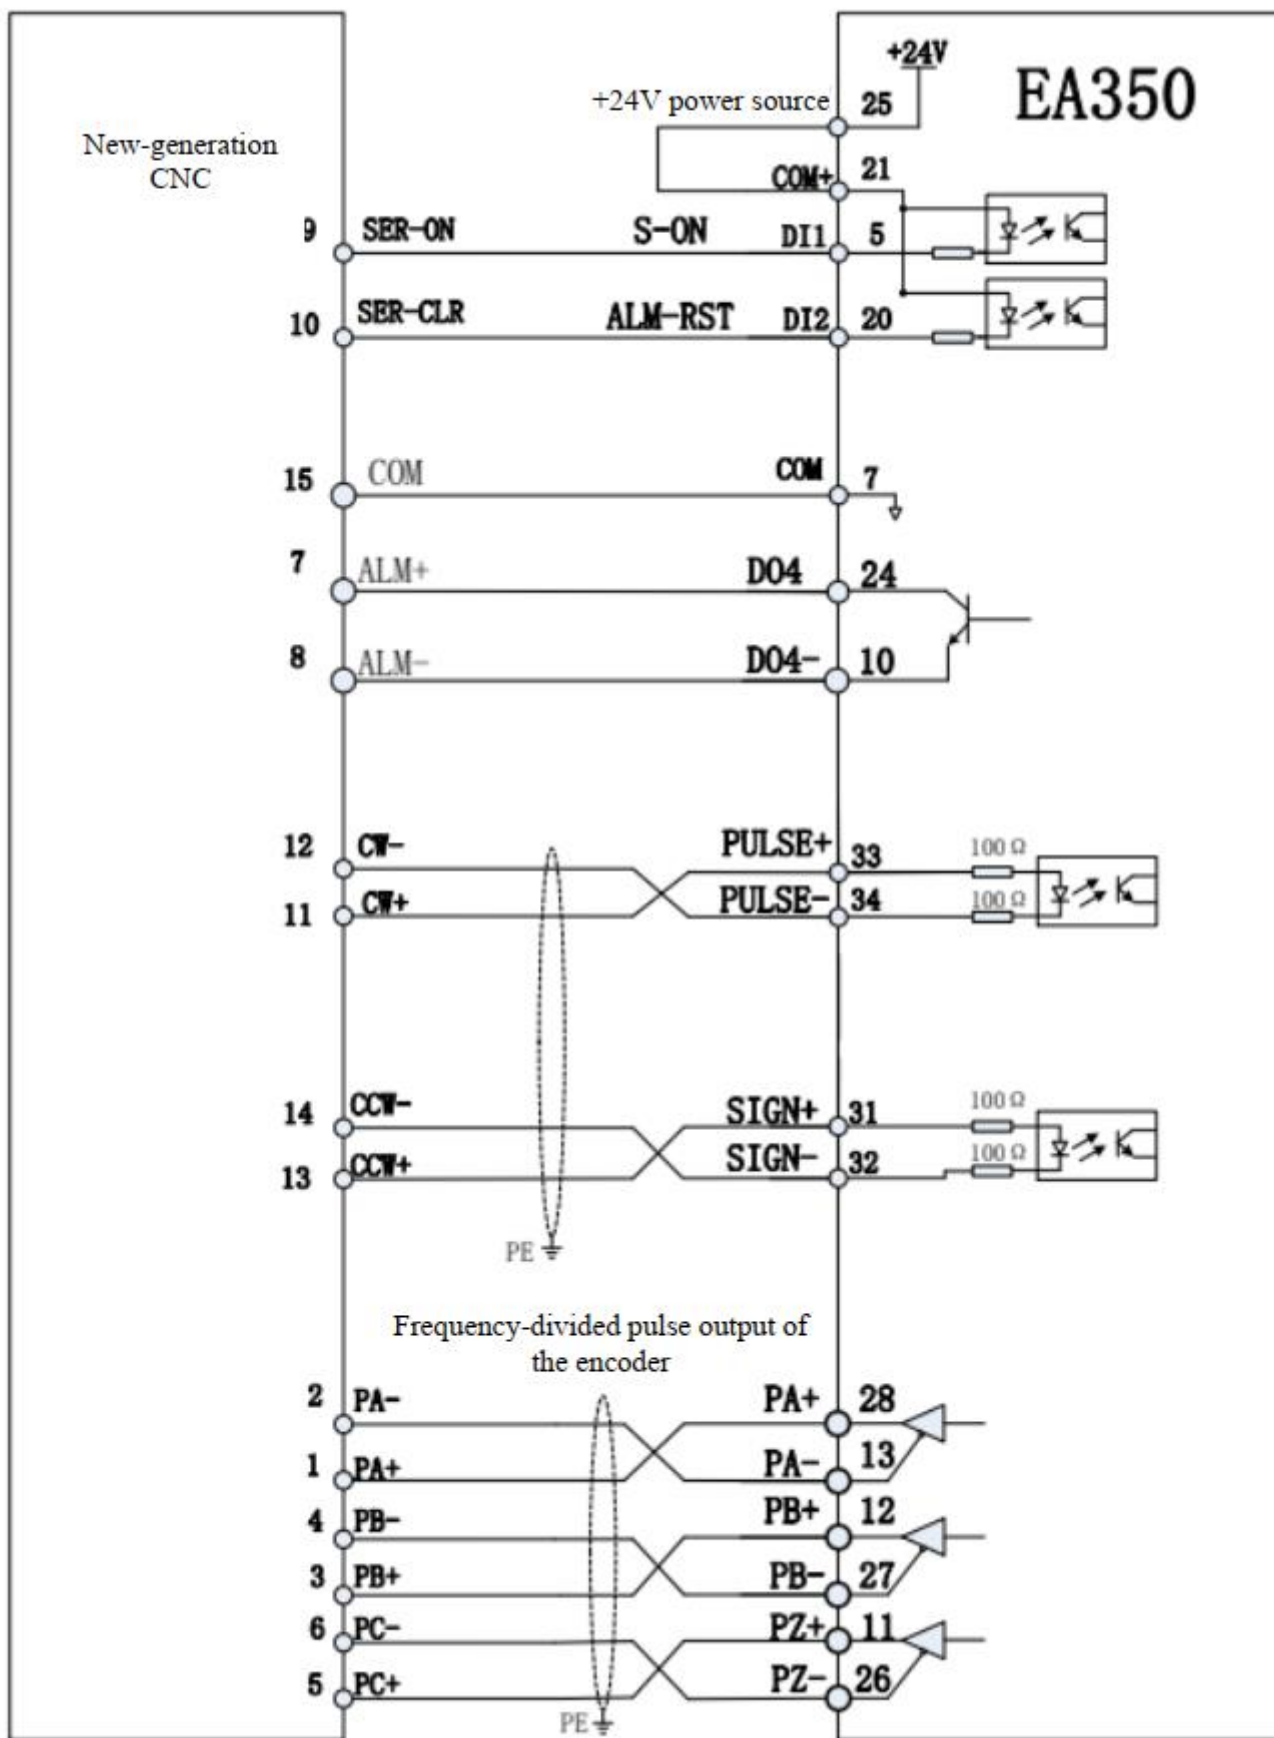 +24V
EA350
+24V power source
25
New-generation
CNC
COM+
21
9
SER-ON
S-ON
DI1
5
10
SER-CLR
ALM-RST
DI2
20
15
COM
COM
7
7
ALM+
DO4
24
8
ALM-
DO4-
10
12
CW-
PULSE+
33
100 Ω
11
CW+
PULSE-
34
100 Ω
14
CCW-
SIGN+
31
100 Ω
13
CCW+
SIGN-
32
100 Ω
PE
Frequency-divided pulse output of
the encoder
2
PA-
PA+
28
1
PA+
PA-
13
4
PB-
PB+
12
3
PB+
PB-
27
6
PC-
PZ+
11
5
PC+
PZ-
26
PE